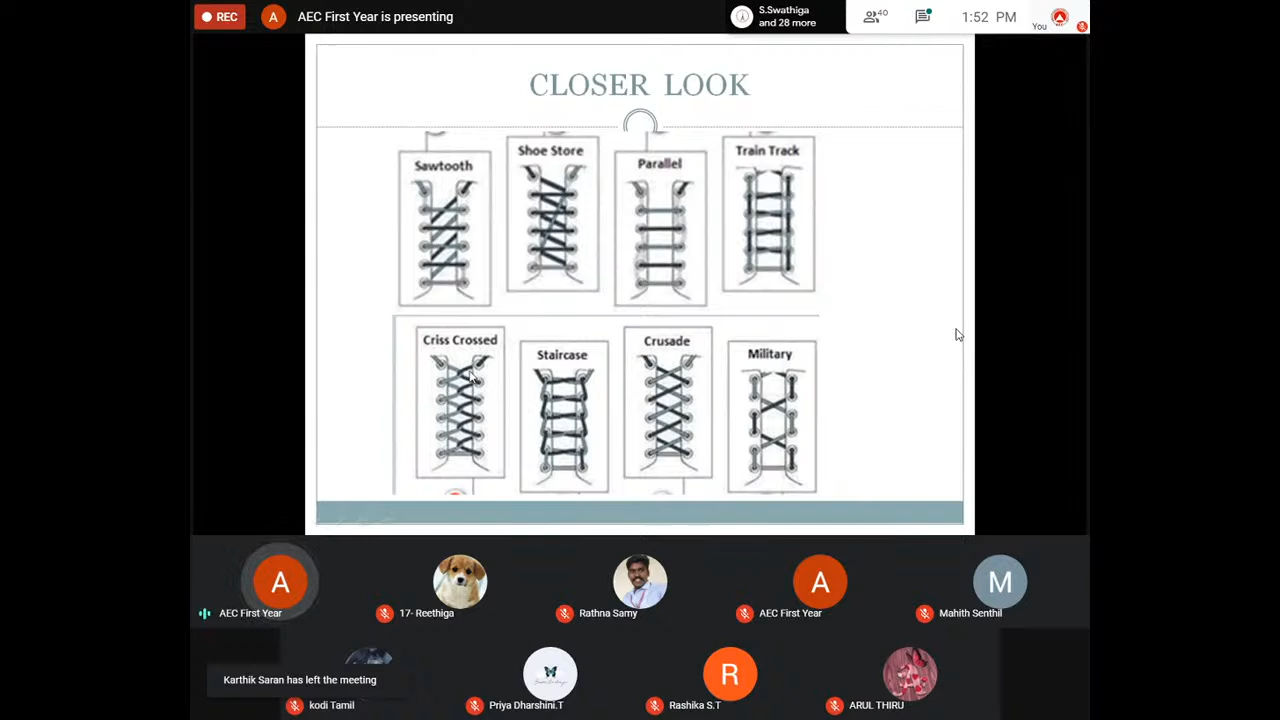 REC
A
AEC First Year is presenting
S.Swathiga
and 28 more
40
1:52 PM
You
CLOSER LOOK
Sawtooth
Shoe Store
Parallel
Train Track
Criss Crossed
Staircase
Crusade
Military
A
A
M
AEC First Year
17- Reethiga
Rathna Samy
AEC First Year
Mahith Senthil
R
Karthik Saran has left the meeting
kodi Tamil
Priya Dharshini.T
Rashika S.T
ARUL THIRU